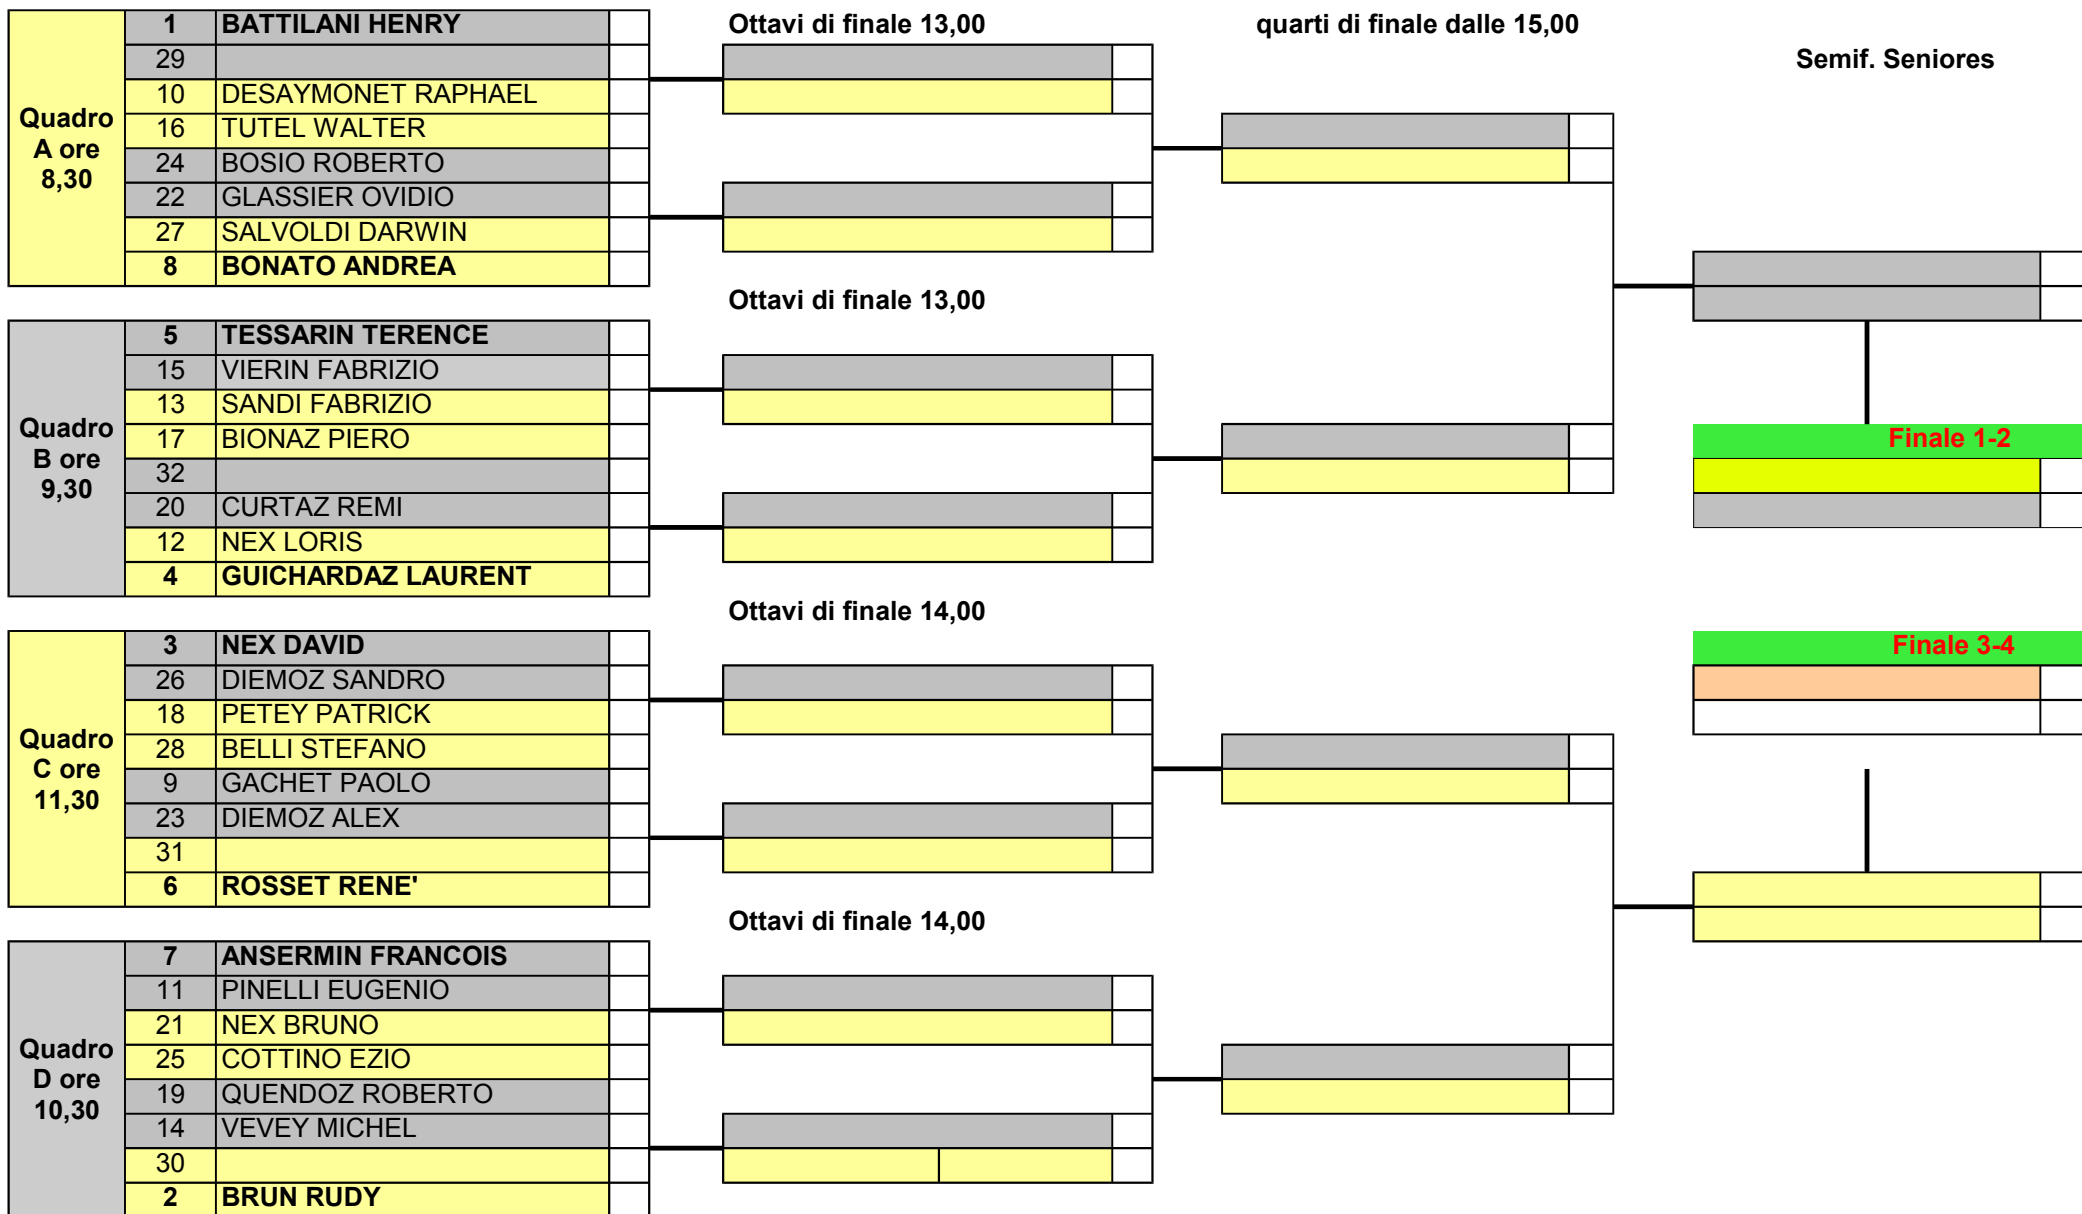 Ottavi di finale 13,00
quarti di finale dalle 15,00
Semif. Seniores
Quadro
A ore
8,30
1 BATTILANI HENRY
29
10 DESAYMONET RAPHAEL
16 TUTEL WALTER
24 BOSIO ROBERTO
22 GLASSIER OVIDIO
27 SALVOLDI DARWIN
8 BONATO ANDREA
Ottavi di finale 13,00
Quadro
B ore
9,30
5 TESSARIN TERENCE
15 VIERIN FABRIZIO
13 SANDI FABRIZIO
17 BIONAZ PIERO
32
20 CURTAZ REMI
12 NEX LORIS
4 GUICHARDAZ LAURENT
Finale 1-2
Ottavi di finale 14,00
Quadro
C ore
11,30
3 NEX DAVID
26 DIEMOZ SANDRO
18 PETEY PATRICK
28 BELLI STEFANO
9 GACHET PAOLO
23 DIEMOZ ALEX
31
6 ROSSET RENE'
Finale 3-4
Ottavi di finale 14,00
Quadro
D ore
10,30
7 ANSERMIN FRANCOIS
11 PINELLI EUGENIO
21 NEX BRUNO
25 COTTINO EZIO
19 QUENDOZ ROBERTO
14 VEVEY MICHEL
30
2 BRUN RUDY